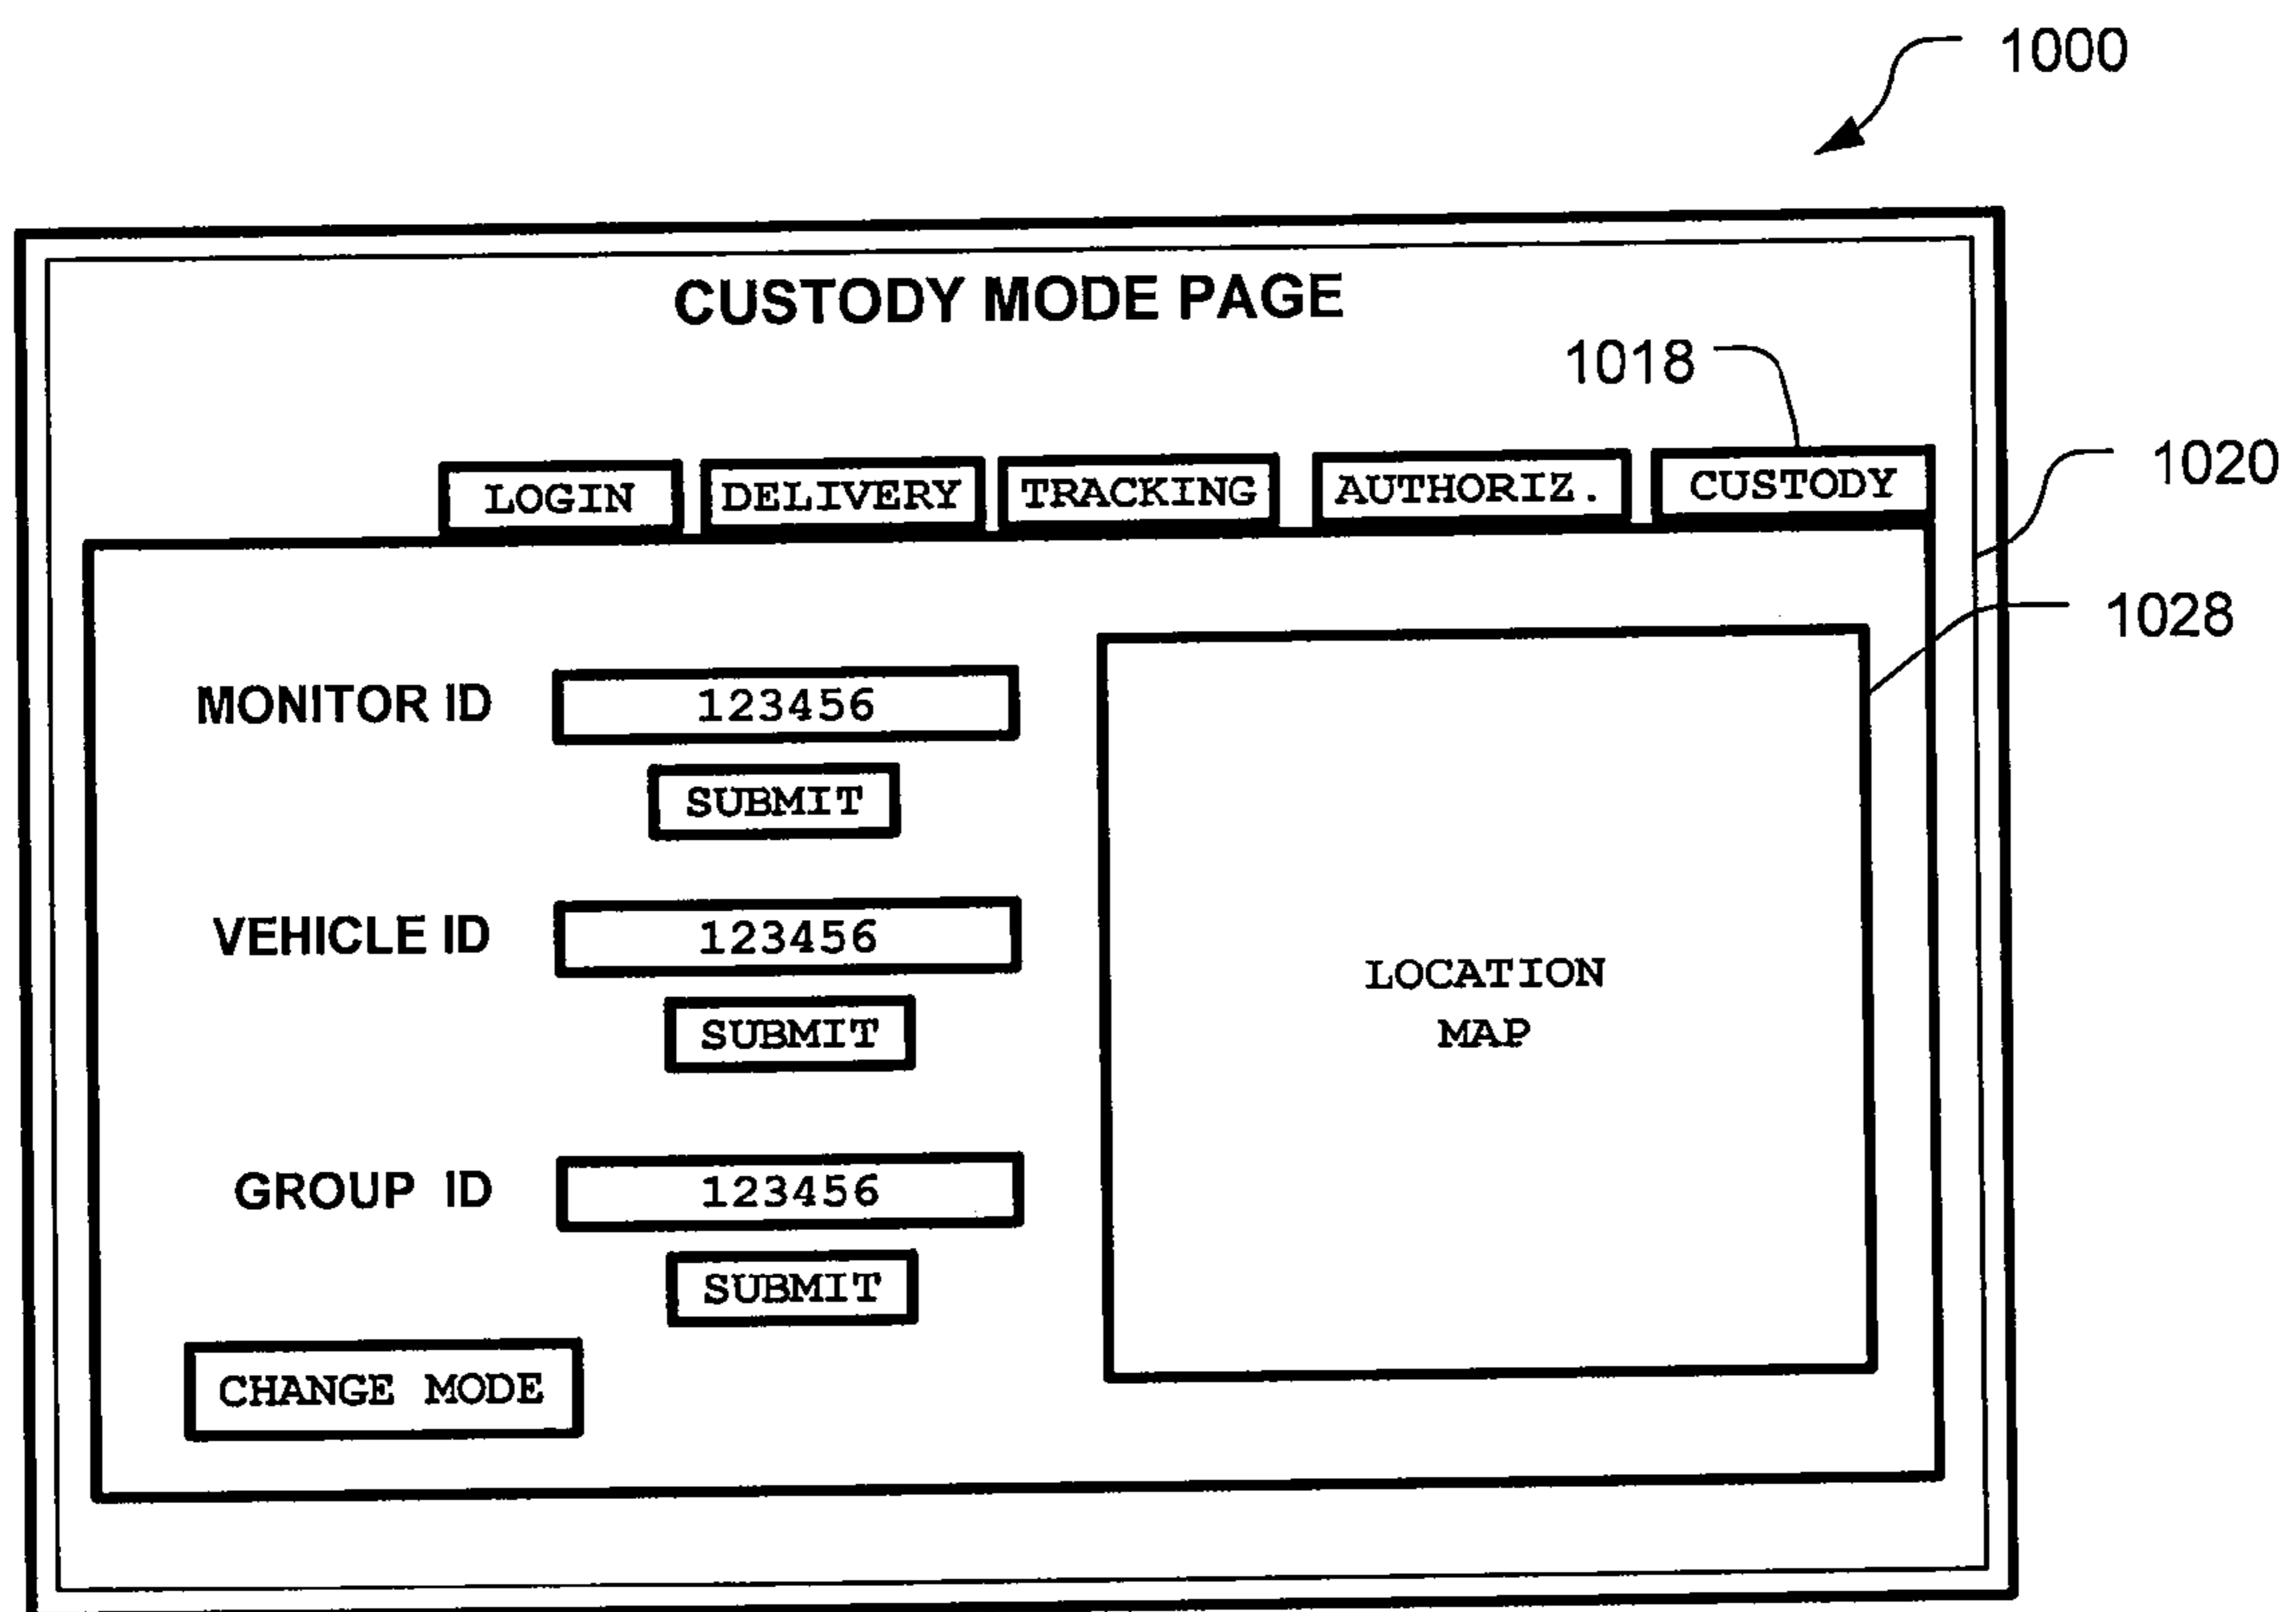 1000
CUSTODY MODE PAGE
1018
1020
LOGIN DELIVERY TRACKING AUTHORIZ. CUSTODY
1028
MONITOR ID 123456
SUBMIT
VEHICLE ID 123456
LOCATION
MAP
SUBMIT
GROUP ID 123456
SUBMIT
CHANGE MODE